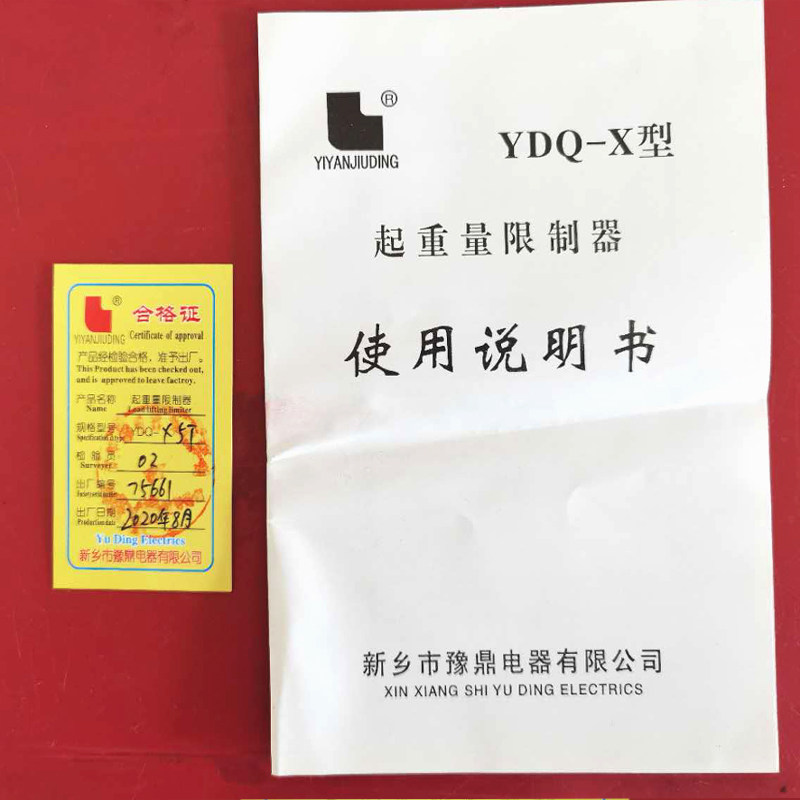 合格证
YIYANJIUDING
Certificate of approval
产品经检验合格，准予出厂。
This Product has been checked out,
and is approved to leave factroy.
产品名称 起重量限制器
Name Load lifting limiter
规格型号 YDQ-X5T
检验员 02
Surveyer
出厂编号 75661
出厂日期 2020年8月
Production date
Yu Ding Electrics
新乡市豫鼎电器有限公司
®
YIYANJIUDING
YDQ-X型
起重量限制器
使用说明书
新乡市豫鼎电器有限公司
XIN XIANG SHI YU DING ELECTRICS